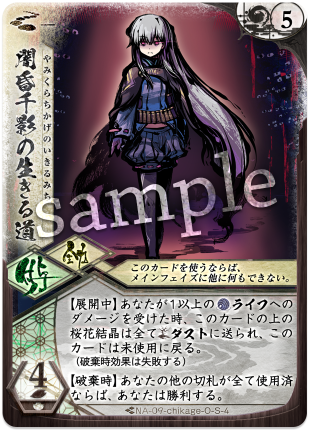 5
闇昏千影の生きる道
やみくらちかげのいきるみち
sample
付与
全力
このカードを使うならば、
メインフェイズに他に何もできない。
4
【展開中】あなたが1以上の ライフへの
ダメージを受けた時、このカードの上の
桜花結晶は全て ダストに送られ、この
カードは未使用に戻る。
（破棄時効果は失敗する）
【破棄時】あなたの他の切札が全て使用済
ならば、あなたは勝利する。
NA-09-chikage-O-S-4